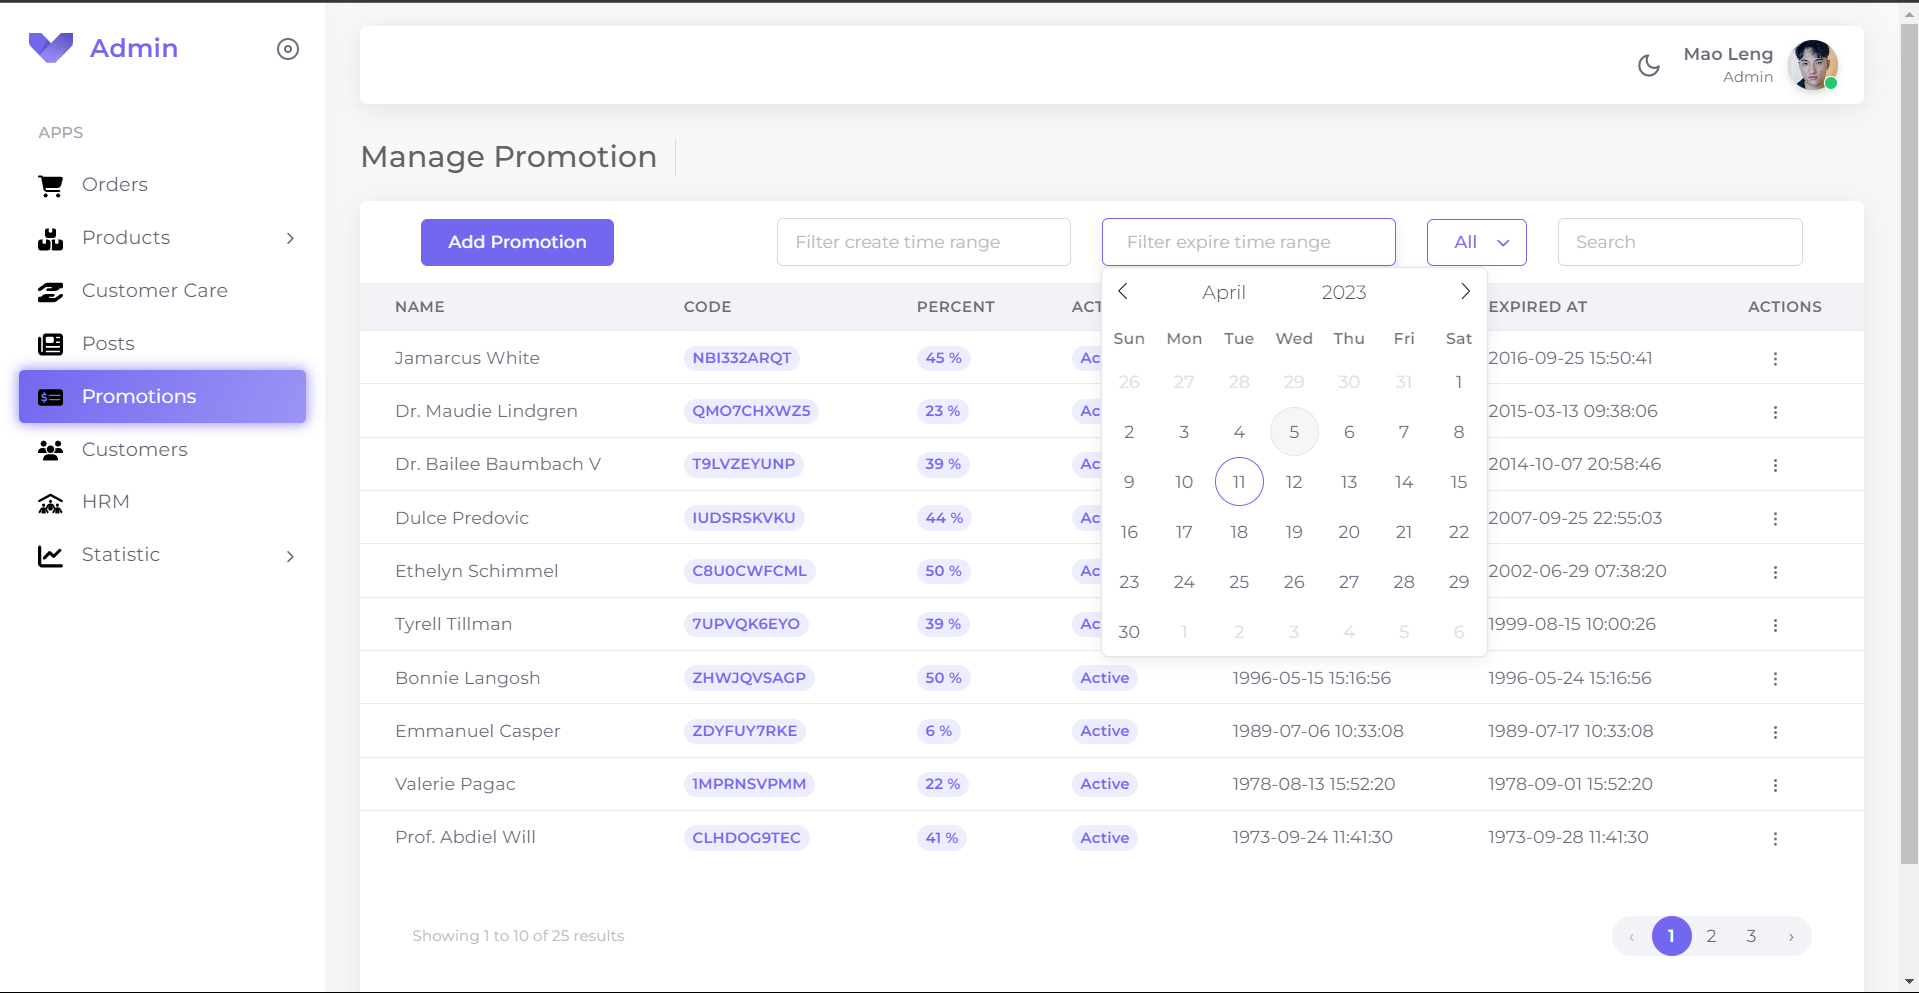 Admin
Mao Leng
Admin
APPS
Orders
Products
Customer Care
Posts
Promotions
Customers
HRM
Statistic
Manage Promotion
Add Promotion Filter create time range Filter expire time range All Search
April 2023
Sun Mon Tue Wed Thu Fri Sat
26 27 28 29 30 31 1
2 3 4 5 6 7 8
9 10 11 12 13 14 15
16 17 18 19 20 21 22
23 24 25 26 27 28 29
30 1 2 3 4 5 6
NAME CODE PERCENT ACT EXPIRED AT ACTIONS
Jamarcus White NBI332ARQT 45 % Ac 2016-09-25 15:50:41
Dr. Maudie Lindgren QMO7CHXWZ5 23 % Ac 2015-03-13 09:38:06
Dr. Bailee Baumbach V T9LVZEYUNP 39 % Ac 2014-10-07 20:58:46
Dulce Predovic IUDSRSKVKU 44 % Ac 2007-09-25 22:55:03
Ethelyn Schimmel C8U0CWFCML 50 % Ac 2002-06-29 07:38:20
Tyrell Tillman 7UPVQK6EYO 39 % Ac 1999-08-15 10:00:26
Bonnie Langosh ZHWJQVSAGP 50 % Active 1996-05-15 15:16:56 1996-05-24 15:16:56
Emmanuel Casper ZDYFUY7RKE 6 % Active 1989-07-06 10:33:08 1989-07-17 10:33:08
Valerie Pagac 1MPRNSVPMM 22 % Active 1978-08-13 15:52:20 1978-09-01 15:52:20
Prof. Abdiel Will CLHDOG9TEC 41 % Active 1973-09-24 11:41:30 1973-09-28 11:41:30
Showing 1 to 10 of 25 results
‹ 1 2 3 ›